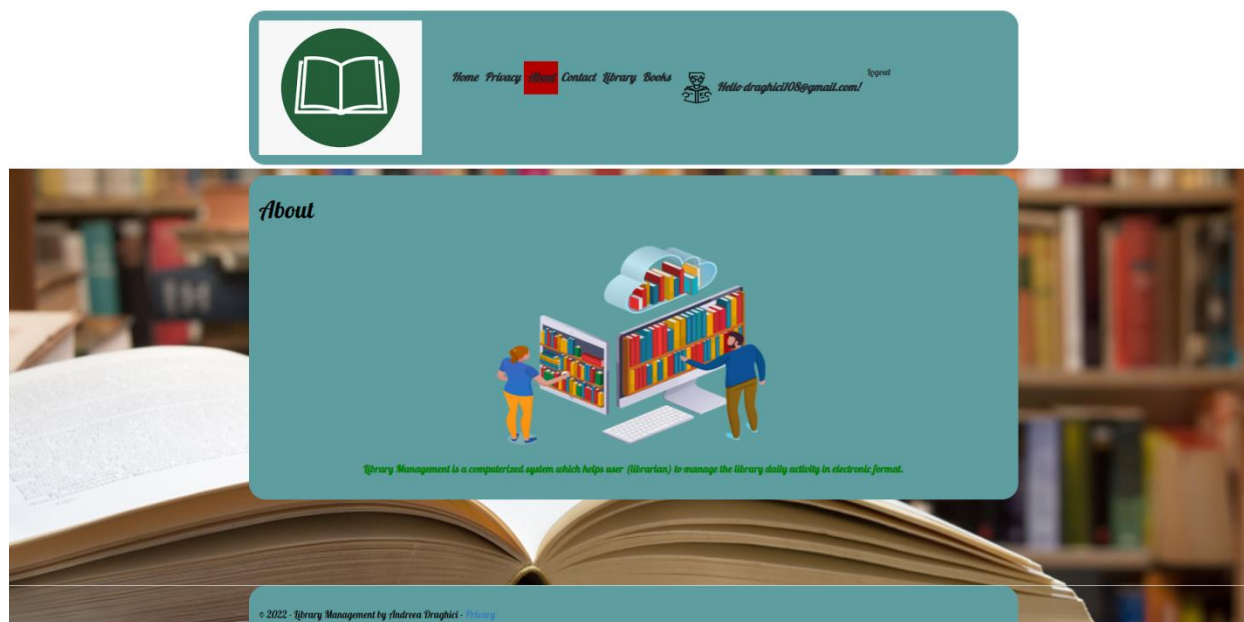 Home Privacy About Contact Library Books Hello draghici108@gmail.com! Logout
About
Library Management is a computerized system which helps user (librarian) to manage the library daily activity in electronic format.
© 2022 - Library Management by Andreea Draghici - Privacy